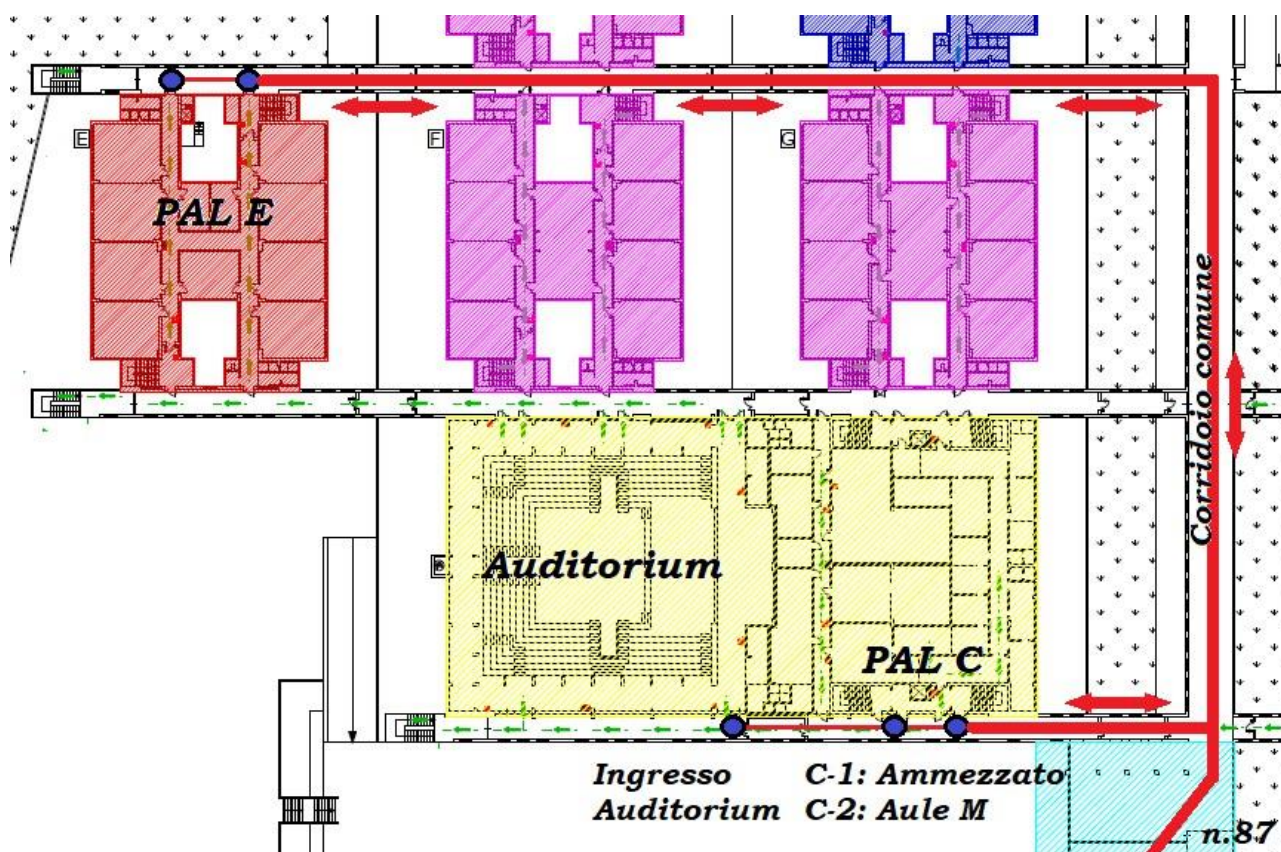 E
F
G
PAL E
Corridoio comune
Auditorium
PAL C
Ingresso
Auditorium
C-1: Ammezzato
C-2: Aule M
n.87